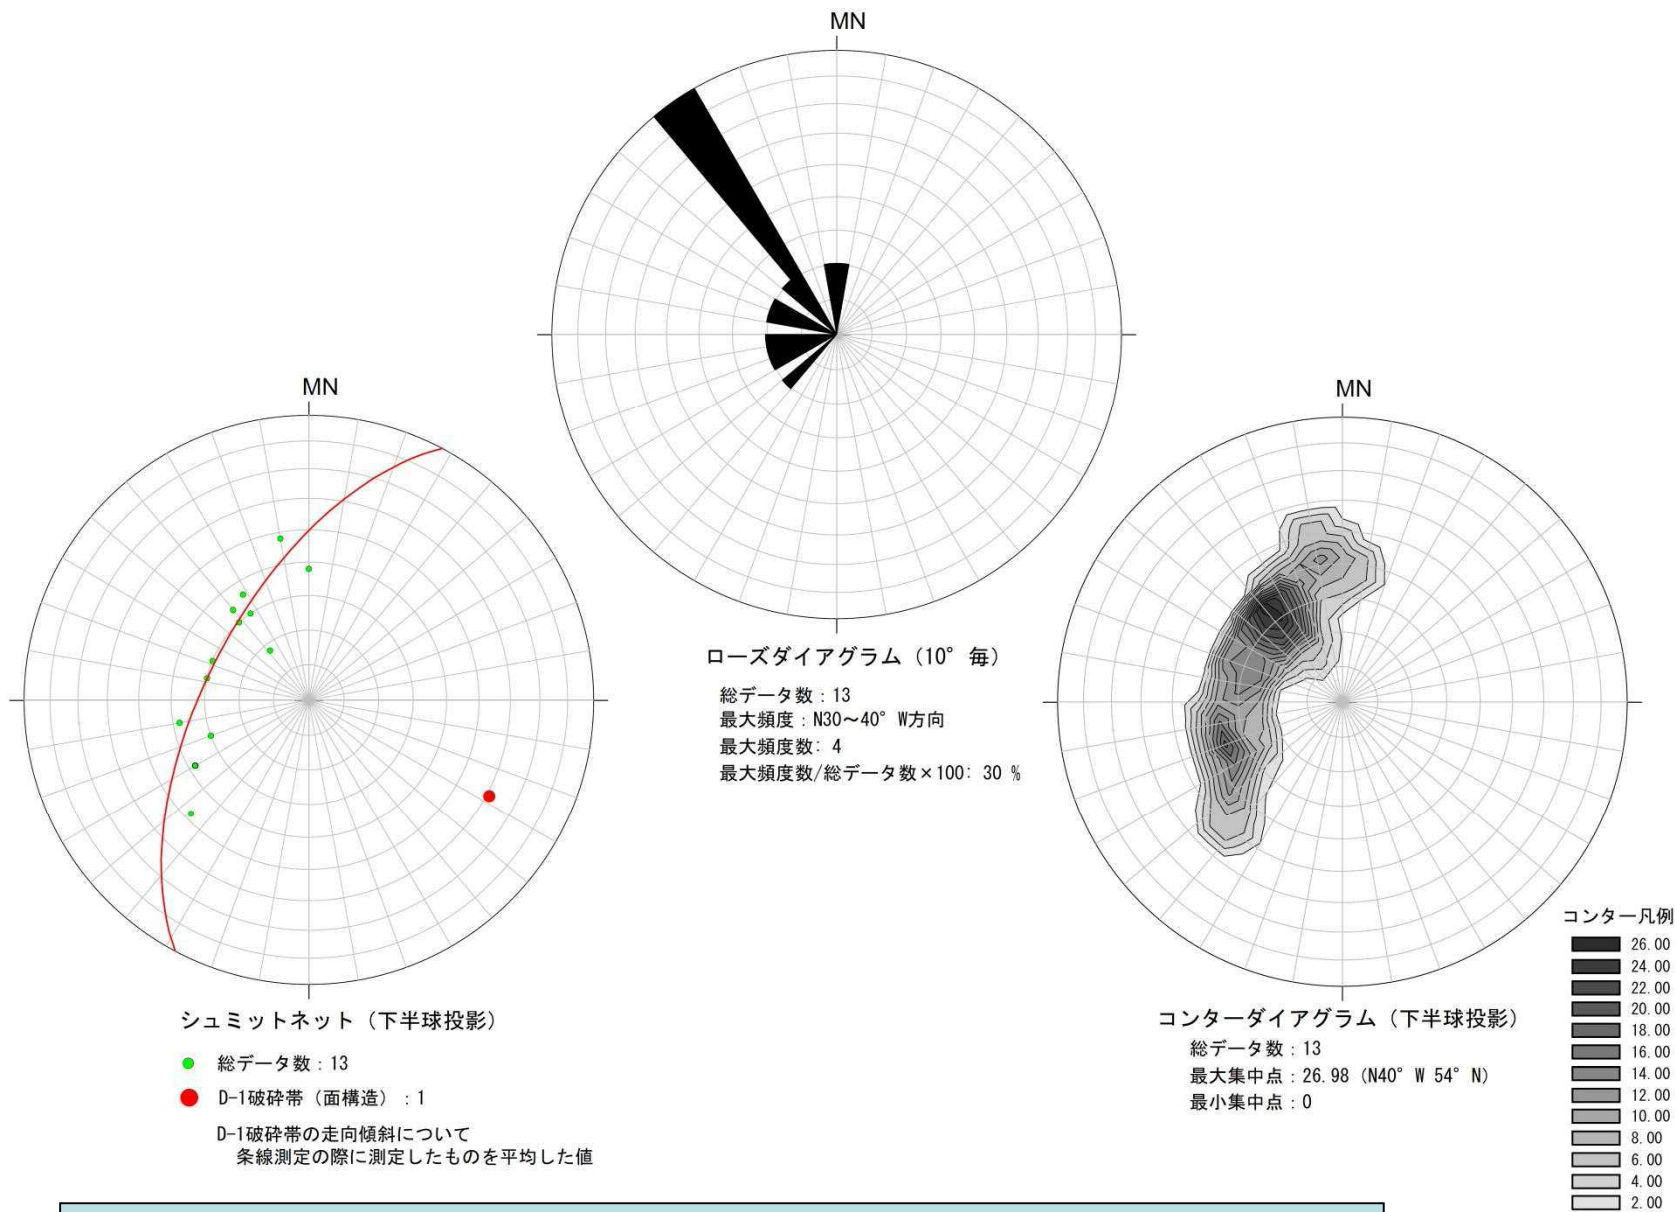 MN
ローズダイアグラム（10° 毎）
総データ数：13
最大頻度：N30～40° W方向
最大頻度数：4
最大頻度数/総データ数×100：30 %
MN
シュミットネット（下半球投影）
総データ数：13
D-1破砕帯（面構造）：1
D-1破砕帯の走向傾斜について
条線測定の際に測定したものを平均した値
MN
コンターダイアグラム（下半球投影）
総データ数：13
最大集中点：26.98（N40° W 54° N）
最小集中点：0
コンター凡例
26.00
24.00
22.00
20.00
18.00
16.00
14.00
12.00
10.00
8.00
6.00
4.00
2.00